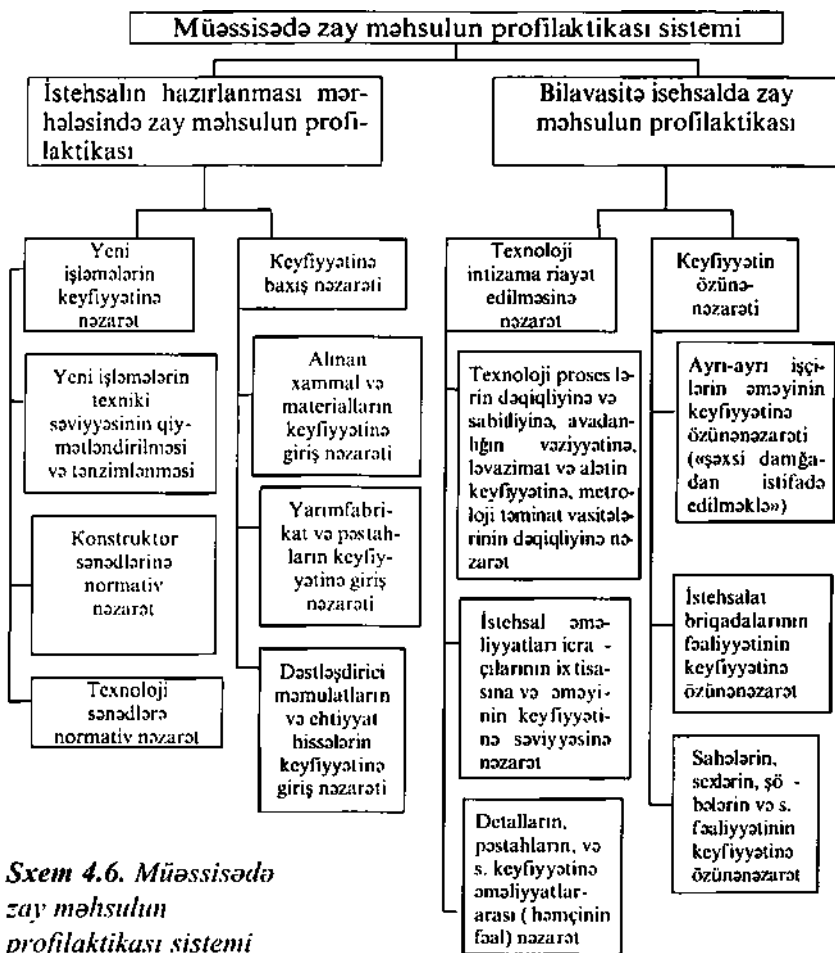 Müəssisədə zay məhsulun profilaktikası sistemi
İstehsalın hazırlanması mər-
hələsində zay məhsulun profi-
laktikası
Bilavasitə isehsalda zay
məhsulun profilaktikası
Yeni
işləmələrin
keyfiyyətinə
nəzarət
Yeni işləmələrin
texniki
səviyyəsinin qiy-
mətləndirilməsi
və tənzimlənməsi
Konstruktor
sənədlərinə
normativ
nəzarət
Texnoloji
sənədlərə
normativ nəzarət
Keyfiyyətinə
baxış nəzarəti
Alınan
xammal və
materialların
keyfiyyətinə
giriş nəzarəti
Yarımfabri-
kat və pəstah-
ların keyfiy-
yətinə giriş
nəzarəti
Dəstləşdirici
məmulatların
və ehtiyyat
hissələrin
keyfiyyətinə
giriş nəzarəti
Texnoloji
intizama riayət
edilməsinə
nəzarət
Texnoloji proses lə-
rin dəqiqliyinə və
sabitliyinə, avadan-
lığın vəziyyətinə,
ləvazimat və alətin
keyfiyyətinə, metro-
loji təminat vasitələ-
rinin dəqiqliyinə nə-
zarət
İstehsal əmə-
liyyatları icra -
çılarının ix tisa-
sına və əməyi-
nin keyfiyyəti-
nə səviyyəsinə
nəzarət
Detalların,
pəstahların, və
s. keyfiyyətinə
əməliyyatlar-
arası ( həmçinin
fəal) nəzarət
Keyfiyyətin
özünə-
nəzarəti
Ayrı-ayrı işçi-
lərin əməyinin
keyfiyyətinə
özünənəzarəti
(«şəxsi damğa-
dan istifadə
edilməklə»)
İstehsalat
briqadalarının
fəaliyyətinin
keyfiyyətinə
özünənəzarət
Sahələrin,
sexlərin, şö -
bələrin və s.
fəaliyyətinin
keyfiyyətinə
özünənəzarət
Sxem 4.6. Müəssisədə
zay məhsulun
profilaktikası sistemi